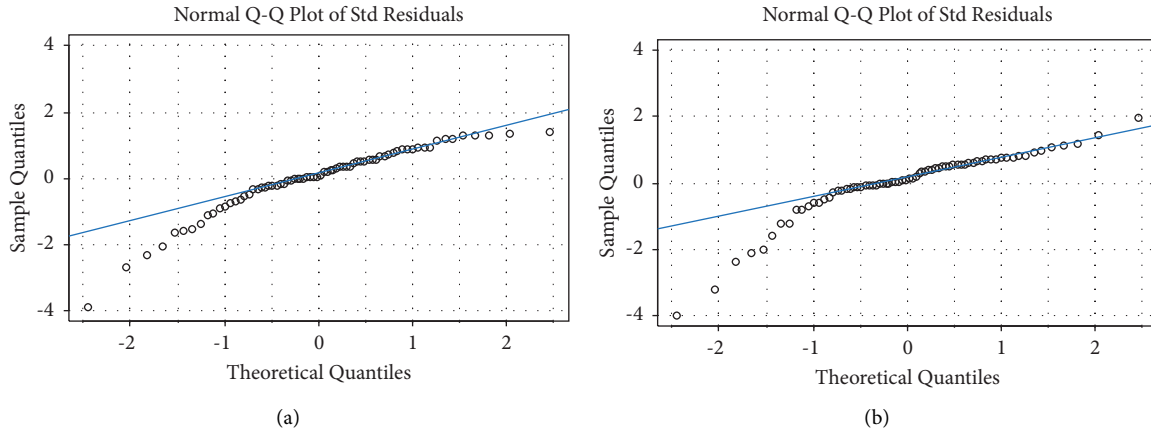 Normal Q-Q Plot of Std Residuals
4
2
0
-2
-4
Sample Quantiles
-2
-1
0
1
2
Theoretical Quantiles
(a)
Normal Q-Q Plot of Std Residuals
4
2
0
-2
-4
Sample Quantiles
-2
-1
0
1
2
Theoretical Quantiles
(b)